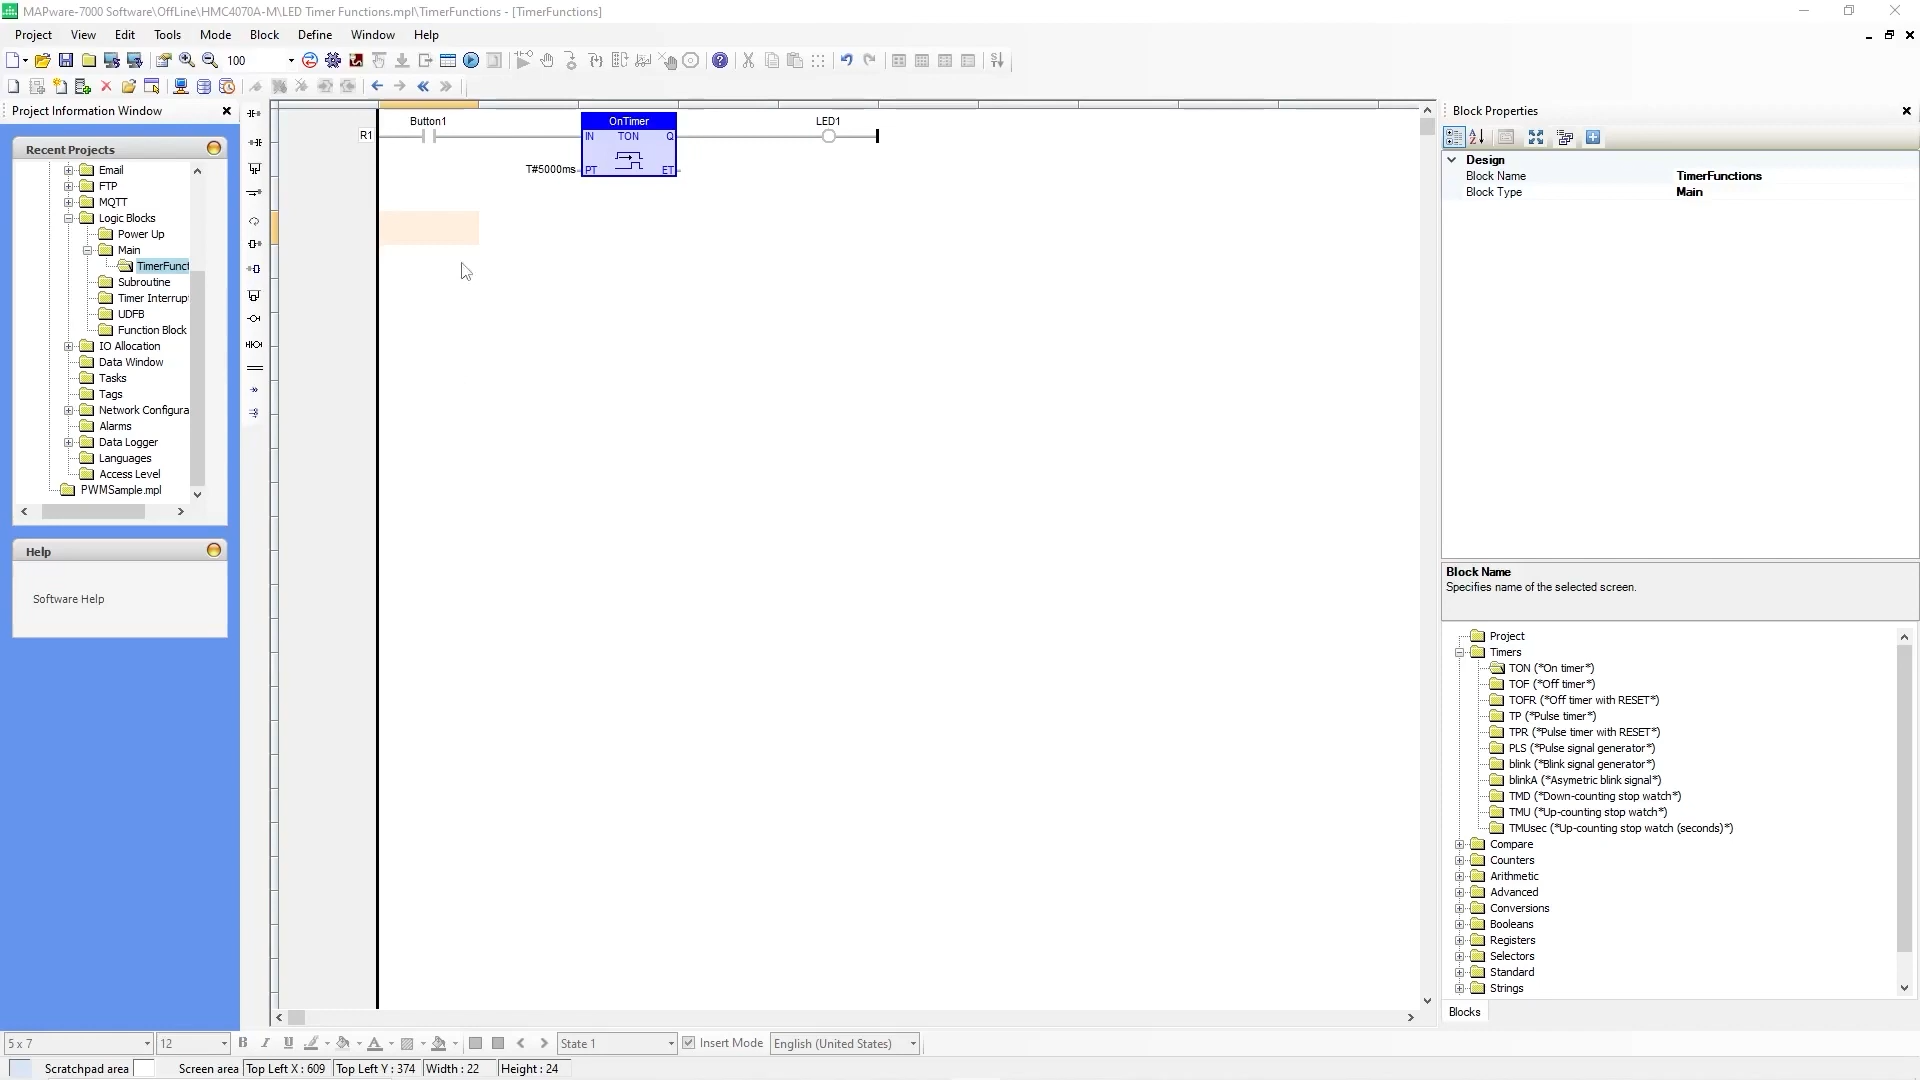 MAPware-7000 Software\OffLine\HMC4070A-M\LED Timer Functions.mpl\TimerFunctions - [TimerFunctions]
Project View Edit Tools Mode Block Define Window Help
100
Project Information Window
Recent Projects
Email
FTP
MQTT
Logic Blocks
Power Up
Main
TimerFunct
Subroutine
Timer Interrup
UDFB
Function Block
IO Allocation
Data Window
Tasks
Tags
Network Configura
Alarms
Data Logger
Languages
Access Level
PWMSample.mpl
Help
Software Help
Button1 OnTimer LED1
R1 IN TON Q
T#5000ms PT ET
Block Properties
Design
Block Name TimerFunctions
Block Type Main
Block Name
Specifies name of the selected screen.
Project
Timers
TON (*On timer*)
TOF (*Off timer*)
TOFR (*Off timer with RESET*)
TP (*Pulse timer*)
TPR (*Pulse timer with RESET*)
PLS (*Pulse signal generator*)
blink (*Blink signal generator*)
blinkA (*Asymetric blink signal*)
TMD (*Down-counting stop watch*)
TMU (*Up-counting stop watch*)
TMUsec (*Up-counting stop watch (seconds)*)
Compare
Counters
Arithmetic
Advanced
Conversions
Booleans
Registers
Selectors
Standard
Strings
Blocks
5 x 7 12 B I U A State 1 Insert Mode English (United States)
Scratchpad area Screen area Top Left X : 609 Top Left Y : 374 Width : 22 Height : 24